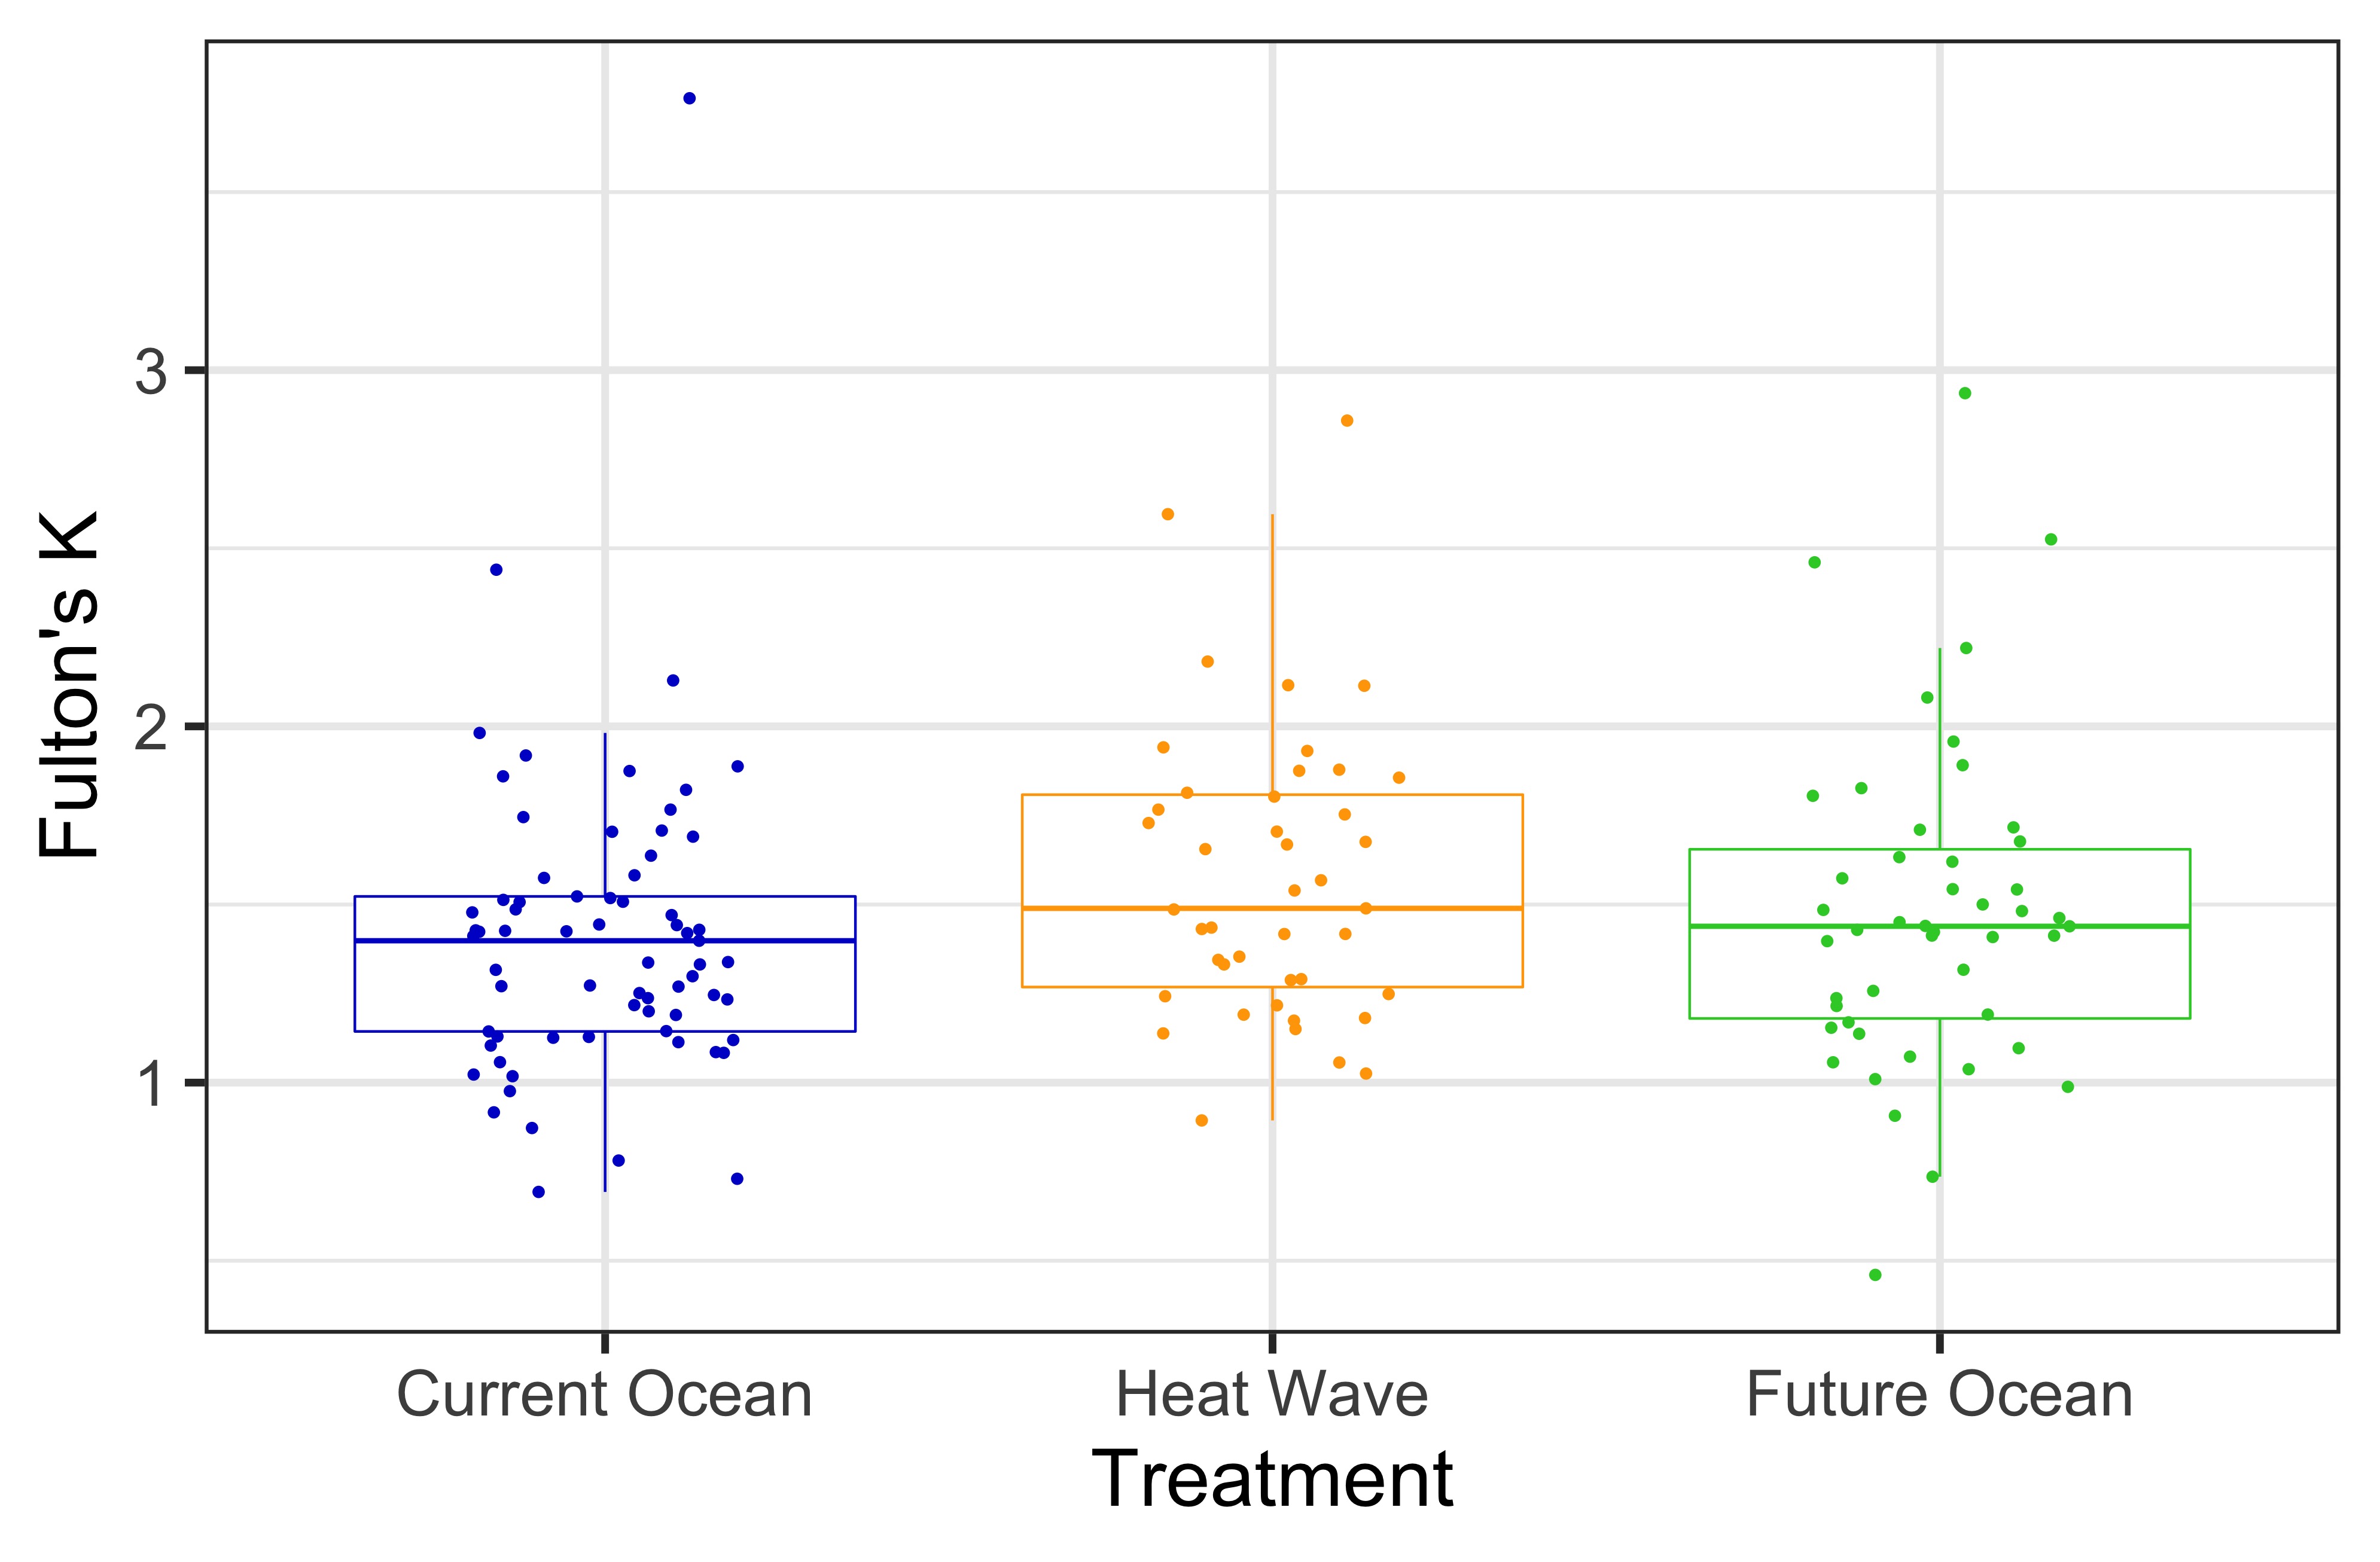 Fulton's K
3
2
1
Current Ocean
Heat Wave
Future Ocean
Treatment